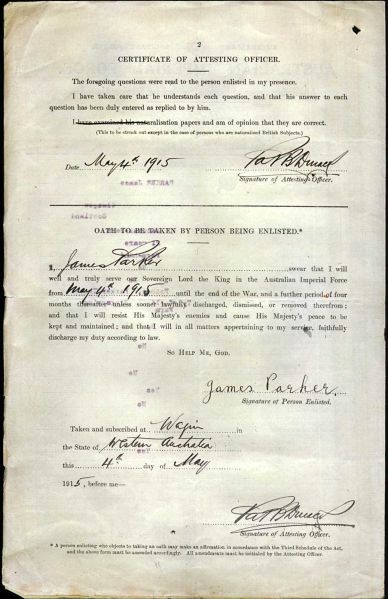 2
CERTIFICATE OF ATTESTING OFFICER.
The foregoing questions were read to the person enlisted in my presence.
I have taken care that he understands each question, and that his answer to each
question has been duly entered as replied to by him.
I have examined his naturalisation papers and am of opinion that they are correct.
(This to be struck out except in the case of persons who are naturalised British Subjects.)
Date May 4th 1915
Signature of Attesting Officer.
OATH TO BE TAKEN BY PERSON BEING ENLISTED.*
I, James Parker swear that I will
well and truly serve our Sovereign Lord the King in the Australian Imperial Force
from May 4th 1915 until the end of the War, and a further period of four
months thereafter unless sooner lawfully discharged, dismissed, or removed therefrom;
and that I will resist His Majesty's enemies and cause His Majesty's peace to
be kept and maintained; and that I will in all matters appertaining to my service, faithfully
discharge my duty according to law.
SO HELP ME, GOD.
James Parker.
Signature of Person Enlisted.
Taken and subscribed at Wagin in
the State of Western Australia
this 4th day of May
1915, before me—
Signature of Attesting Officer.
* A person enlisting who objects to taking an oath may make an affirmation in accordance with the Third Schedule of the Act,
and the above form must be amended accordingly. All amendments must be initialed by the Attesting Officer.